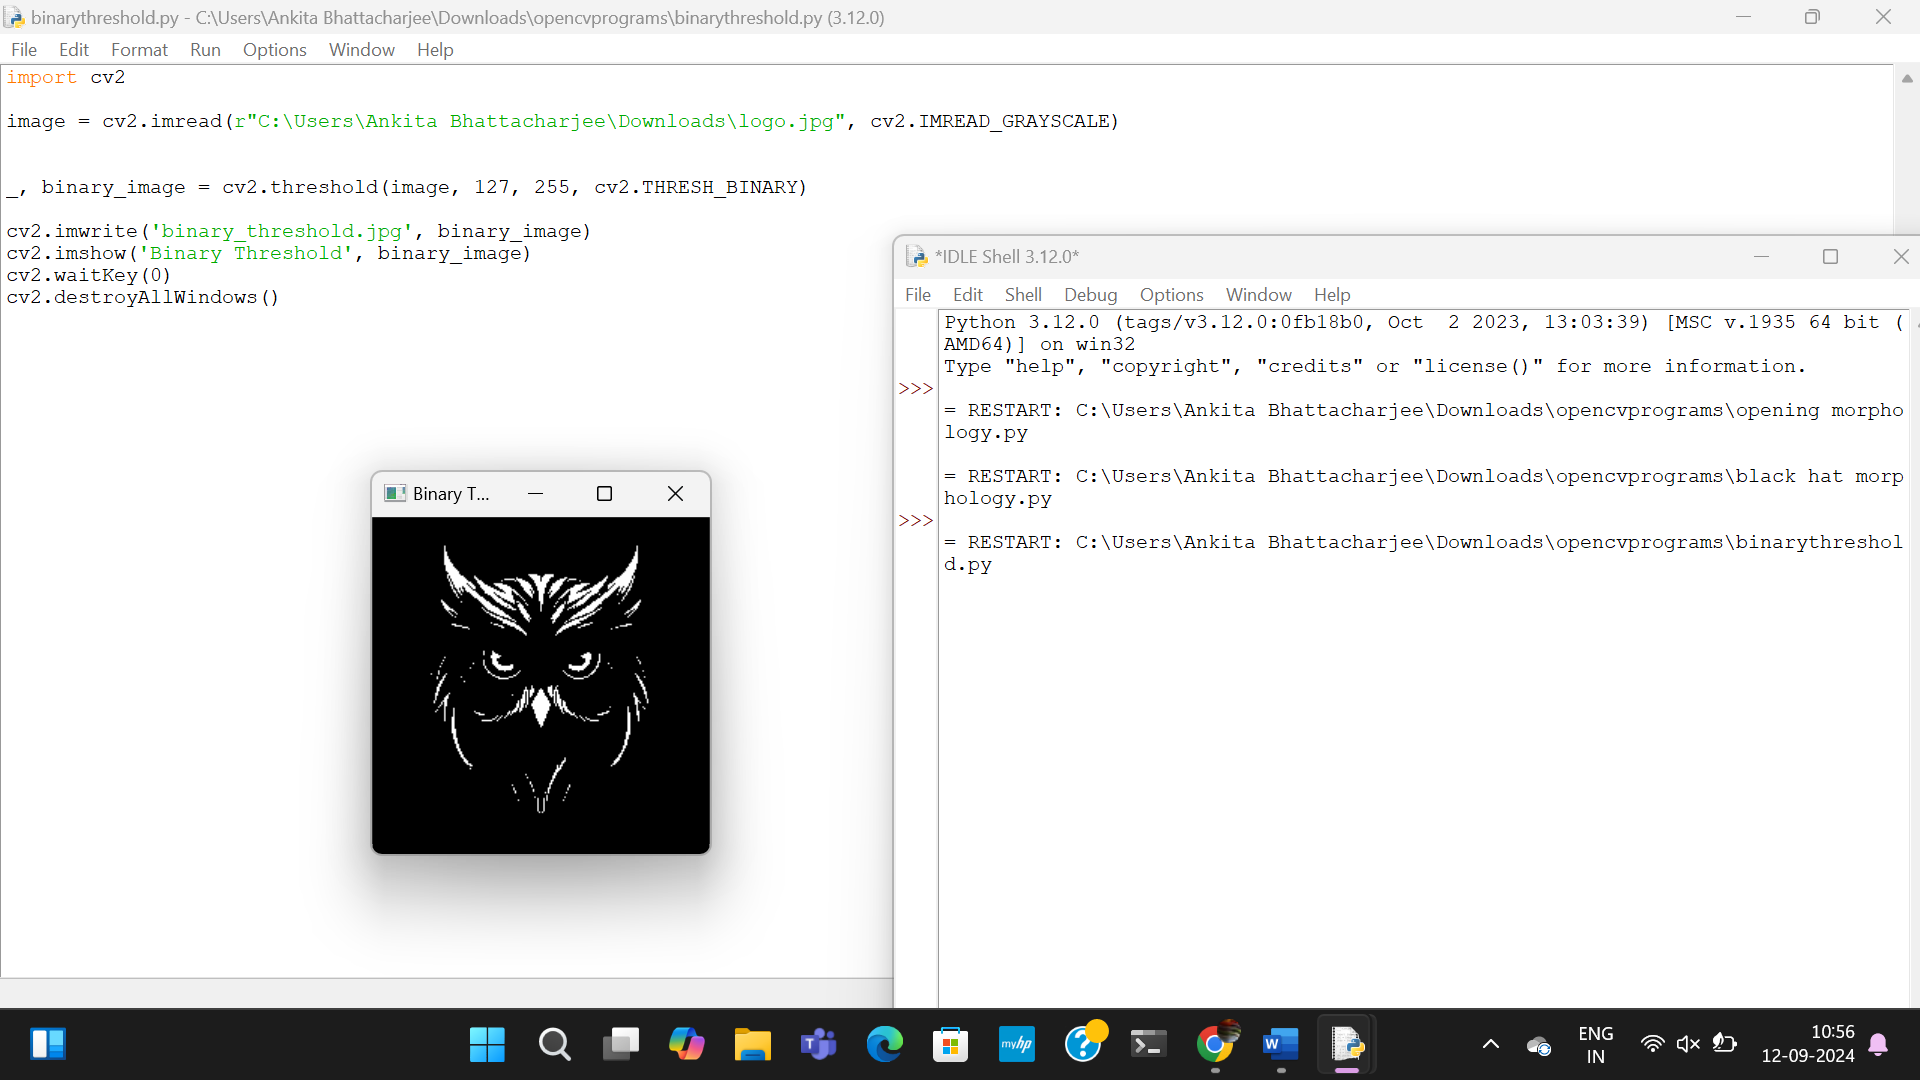 binarythreshold.py - C:\Users\Ankita Bhattacharjee\Downloads\opencvprograms\binarythreshold.py (3.12.0)
File Edit Format Run Options Window Help
import cv2
image = cv2.imread(r"C:\Users\Ankita Bhattacharjee\Downloads\logo.jpg", cv2.IMREAD_GRAYSCALE)
_, binary_image = cv2.threshold(image, 127, 255, cv2.THRESH_BINARY)
cv2.imwrite('binary_threshold.jpg', binary_image)
cv2.imshow('Binary Threshold', binary_image)
cv2.waitKey(0)
cv2.destroyAllWindows()
Binary T...
*IDLE Shell 3.12.0*
File Edit Shell Debug Options Window Help
Python 3.12.0 (tags/v3.12.0:0fb18b0, Oct  2 2023, 13:03:39) [MSC v.1935 64 bit (
AMD64)] on win32
Type "help", "copyright", "credits" or "license()" for more information.
>>>
= RESTART: C:\Users\Ankita Bhattacharjee\Downloads\opencvprograms\opening morpho
logy.py
= RESTART: C:\Users\Ankita Bhattacharjee\Downloads\opencvprograms\black hat morp
hology.py
>>>
= RESTART: C:\Users\Ankita Bhattacharjee\Downloads\opencvprograms\binarythreshol
d.py
T
myhp
?
W
ENG
IN
10:56
12-09-2024